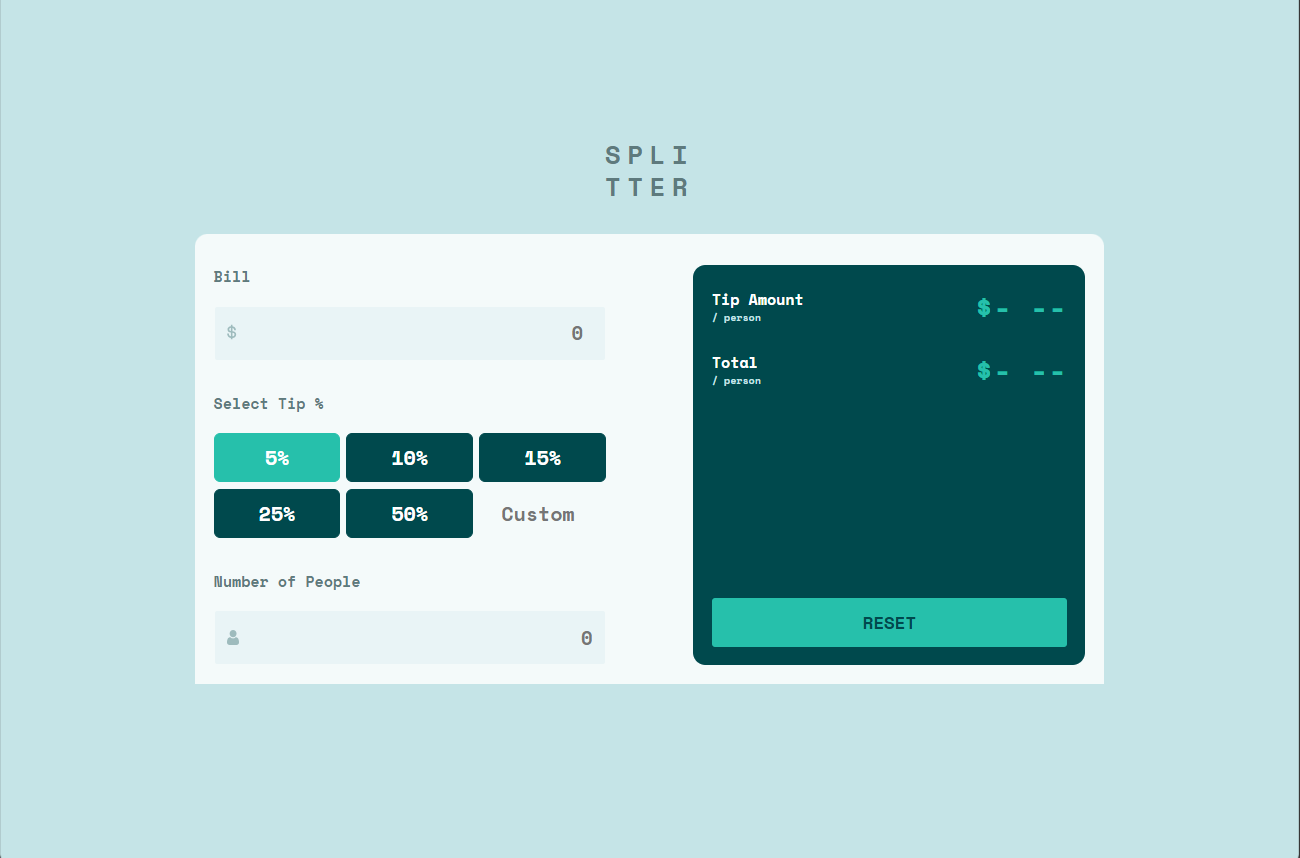 SPLI
TTER
Bill
$ 0
Select Tip %
5% 10% 15%
25% 50% Custom
Number of People
0
Tip Amount
/ person
$- --
Total
/ person
$- --
RESET